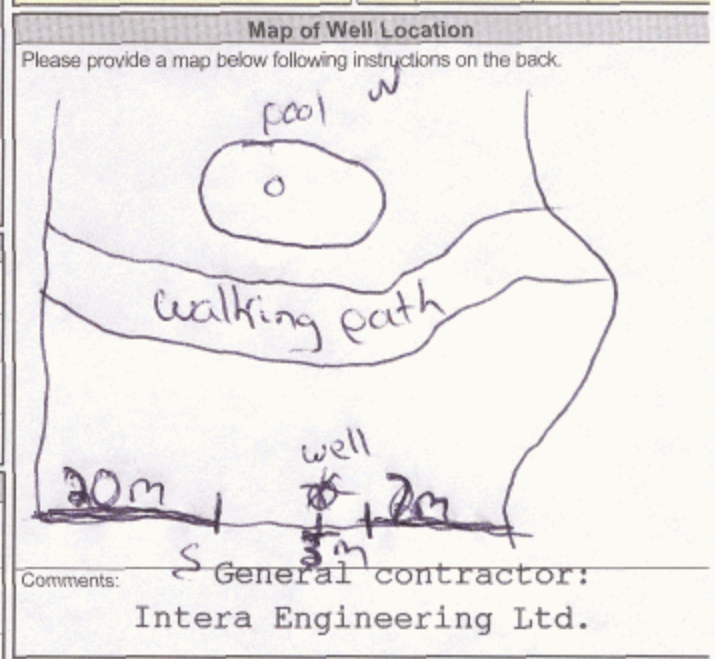 Map of Well Location
Please provide a map below following instructions on the back.
N
pool
walking path
well
20m
2m
m
S
Comments:
General contractor:
Intera Engineering Ltd.